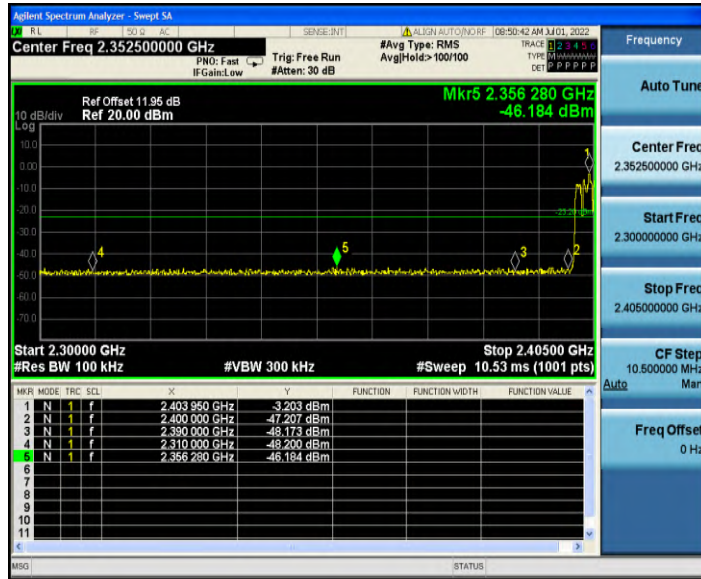 Agilent Spectrum Analyzer - Swept SA
RL RF 50 Ω AC SENSE:INT ALIGN AUTO/NO RF 08:50:42 AM Jul 01, 2022
Center Freq 2.352500000 GHz
PNO: Fast
IFGain:Low
Trig: Free Run
#Atten: 30 dB
#Avg Type: RMS
Avg|Hold:>100/100
TRACE 1 2 3 4 5 6
TYPE M
DET P P P P P P
Ref Offset 11.95 dB
10 dB/div Ref 20.00 dBm
Log
Mkr5 2.356 280 GHz
-46.184 dBm
10.0
0.00
-10.0
-20.0
-30.0
-40.0
-50.0
-60.0
-70.0
1
2
3
4
5
Start 2.30000 GHz Stop 2.40500 GHz
#Res BW 100 kHz #VBW 300 kHz #Sweep 10.53 ms (1001 pts)
MKR MODE TRC SCL X Y FUNCTION FUNCTION WIDTH FUNCTION VALUE
1 N 1 f 2.403 950 GHz -3.203 dBm
2 N 1 f 2.400 000 GHz -47.207 dBm
3 N 1 f 2.390 000 GHz -48.173 dBm
4 N 1 f 2.310 000 GHz -48.200 dBm
5 N 1 f 2.356 280 GHz -46.184 dBm
6
7
8
9
10
11
MSG STATUS
Frequency
Auto Tune
Center Freq
2.352500000 GHz
Start Freq
2.300000000 GHz
Stop Freq
2.405000000 GHz
CF Step
10.500000 MHz
Auto Man
Freq Offset
0 Hz